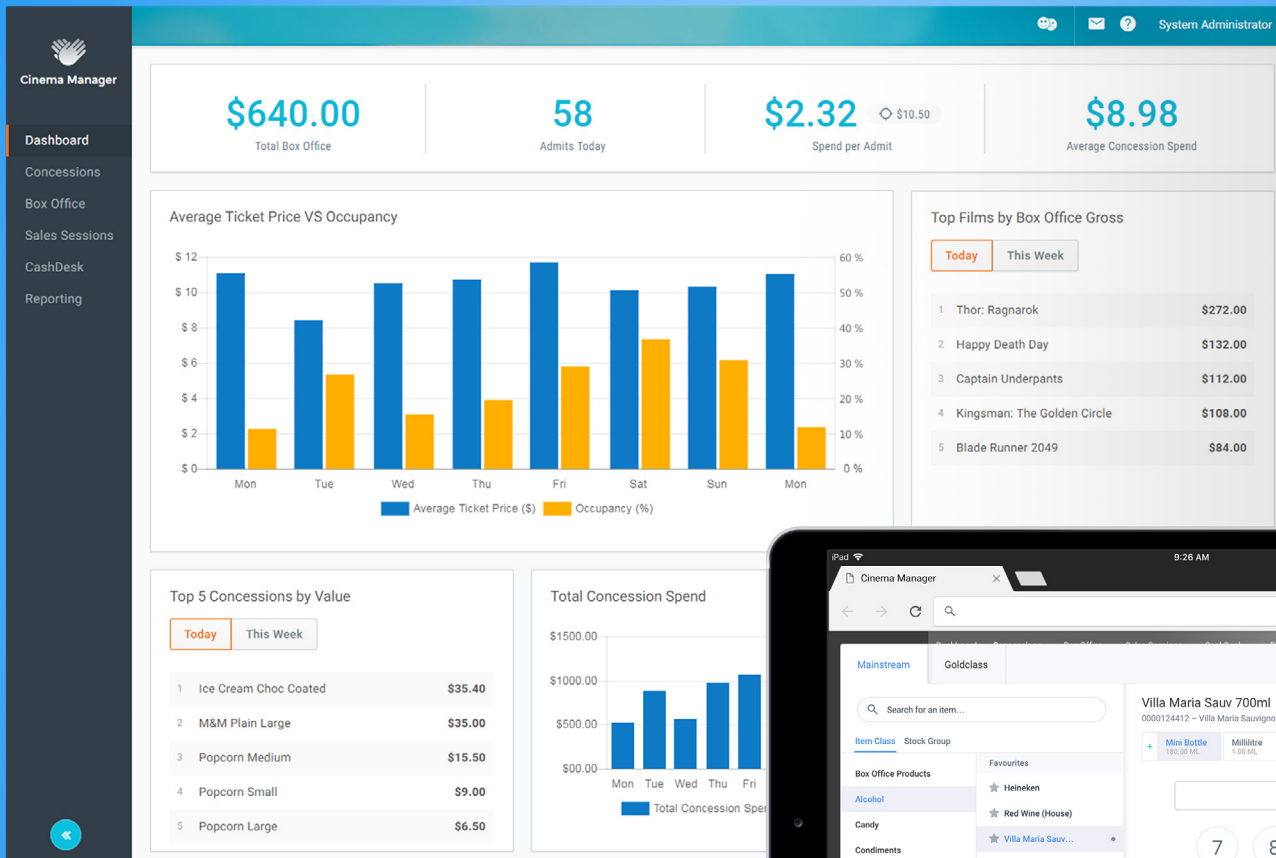 System Administrator
Cinema Manager
Dashboard
Concessions
Box Office
Sales Sessions
CashDesk
Reporting
$640.00
Total Box Office
58
Admits Today
$2.32 $10.50
Spend per Admit
$8.98
Average Concession Spend
Average Ticket Price VS Occupancy
$ 12 60 %
$ 10 50 %
$ 8 40 %
$ 6 30 %
$ 4 20 %
$ 2 10 %
$ 0 0 %
Mon Tue Wed Thu Fri Sat Sun Mon
Average Ticket Price ($) Occupancy (%)
Top Films by Box Office Gross
Today This Week
1 Thor: Ragnarok $272.00
2 Happy Death Day $132.00
3 Captain Underpants $112.00
4 Kingsman: The Golden Circle $108.00
5 Blade Runner 2049 $84.00
Top 5 Concessions by Value
Today This Week
1 Ice Cream Choc Coated $35.40
2 M&M Plain Large $35.00
3 Popcorn Medium $15.50
4 Popcorn Small $9.00
5 Popcorn Large $6.50
Total Concession Spend
$1500.00
$1000.00
$500.00
$00.00
Mon Tue Wed Thu Fri
Total Concession Spe
iPad 9:26 AM
Cinema Manager
Mainstream Goldclass
Search for an item...
Item Class Stock Group
Box Office Products
Alcohol
Candy
Condiments
Favourites
Heineken
Red Wine (House)
Villa Maria Sauv...
Villa Maria Sauv 700ml
0000124412 – Villa Maria Sauvigno
+ Mini Bottle Millilitre
180.00 ML 1.00 ML
7 8